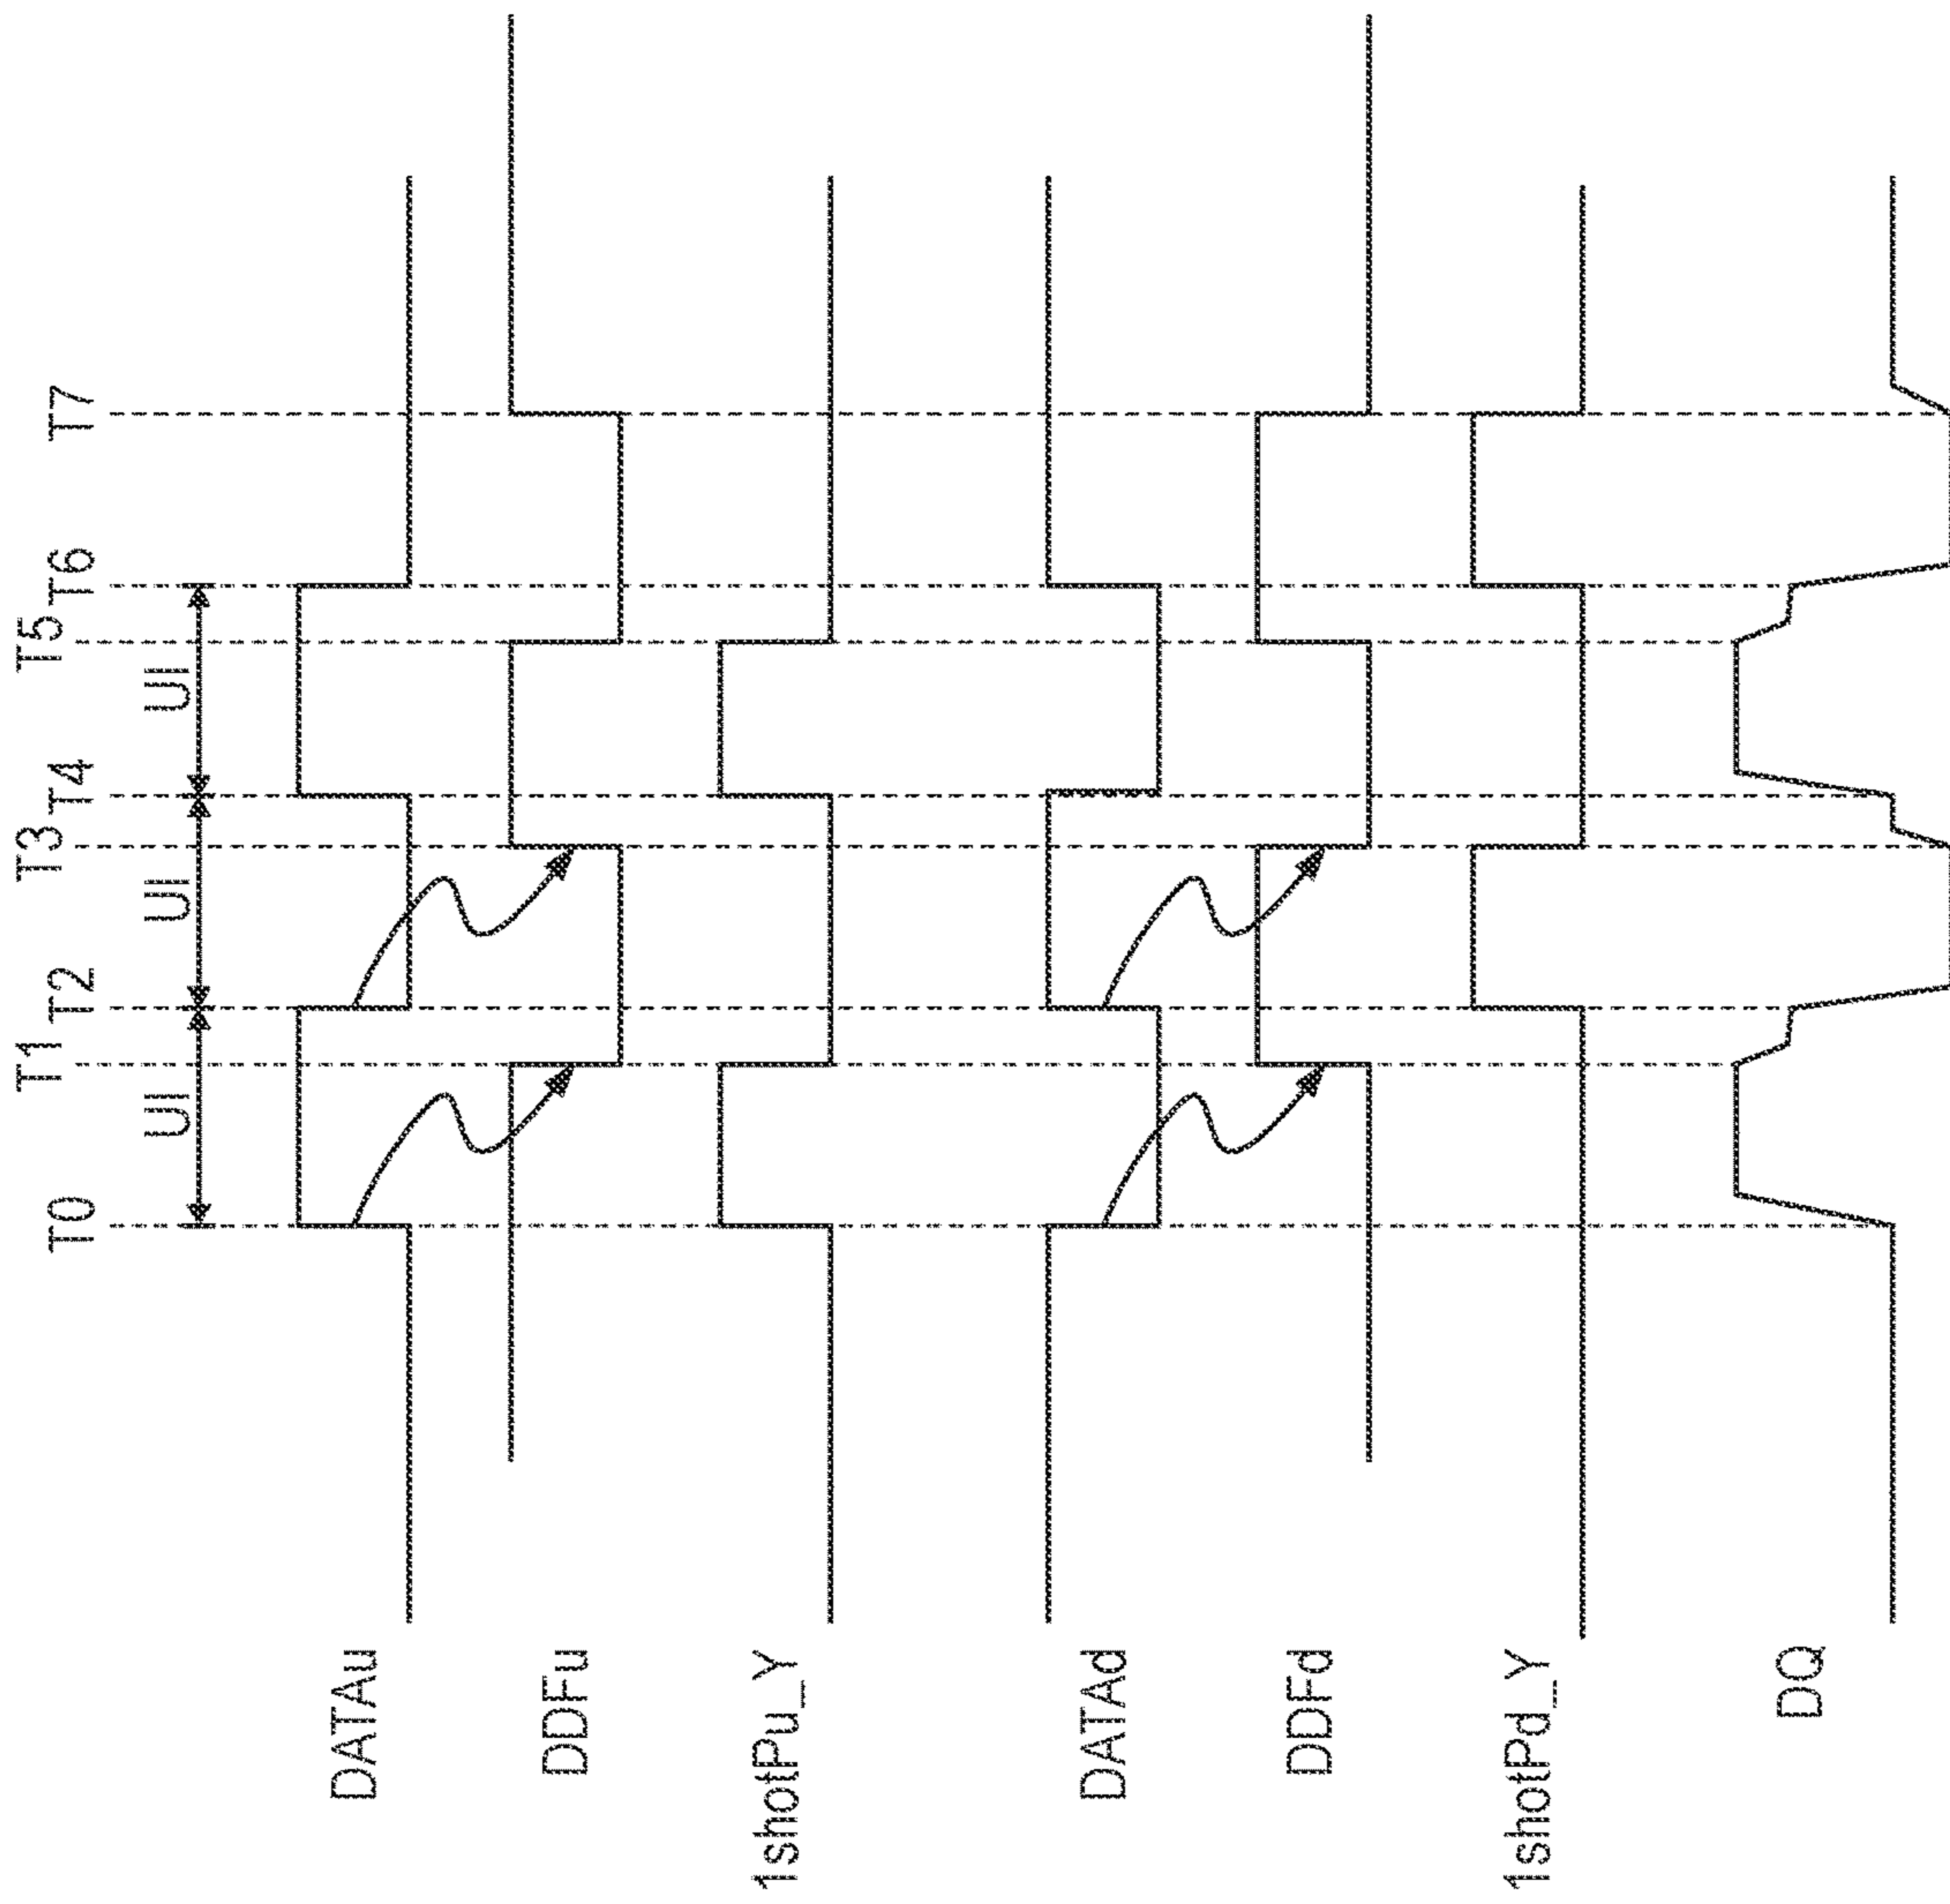 T0
T1
T2
T3
T4
T5
T6
T7
UI
UI
UI
DATAu
DDFu
1shotPu_Y
DATAd
DDFd
1shotPd_Y
DQ